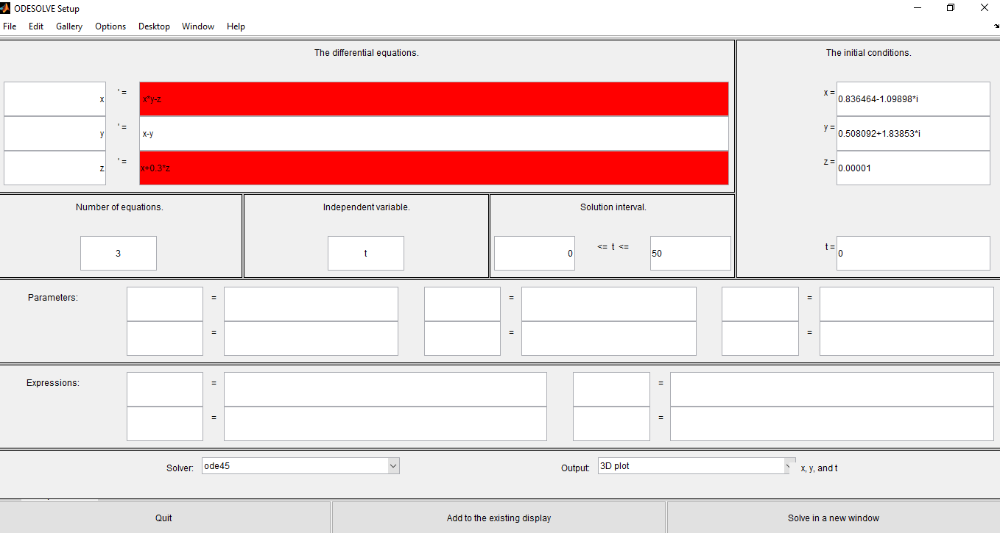 ODESOLVE Setup
File Edit Gallery Options Desktop Window Help
The differential equations.
The initial conditions.
x ' = x*y-z
y ' = x-y
z ' = x+0.3*z
x = 0.836464-1.09898*i
y = 0.508092+1.83853*i
z = 0.00001
Number of equations.
3
Independent variable.
t
Solution interval.
0 <= t <= 50
t = 0
Parameters: = = =
= = =
Expressions: = =
= =
Solver: ode45 Output: 3D plot x, y, and t
Quit Add to the existing display Solve in a new window